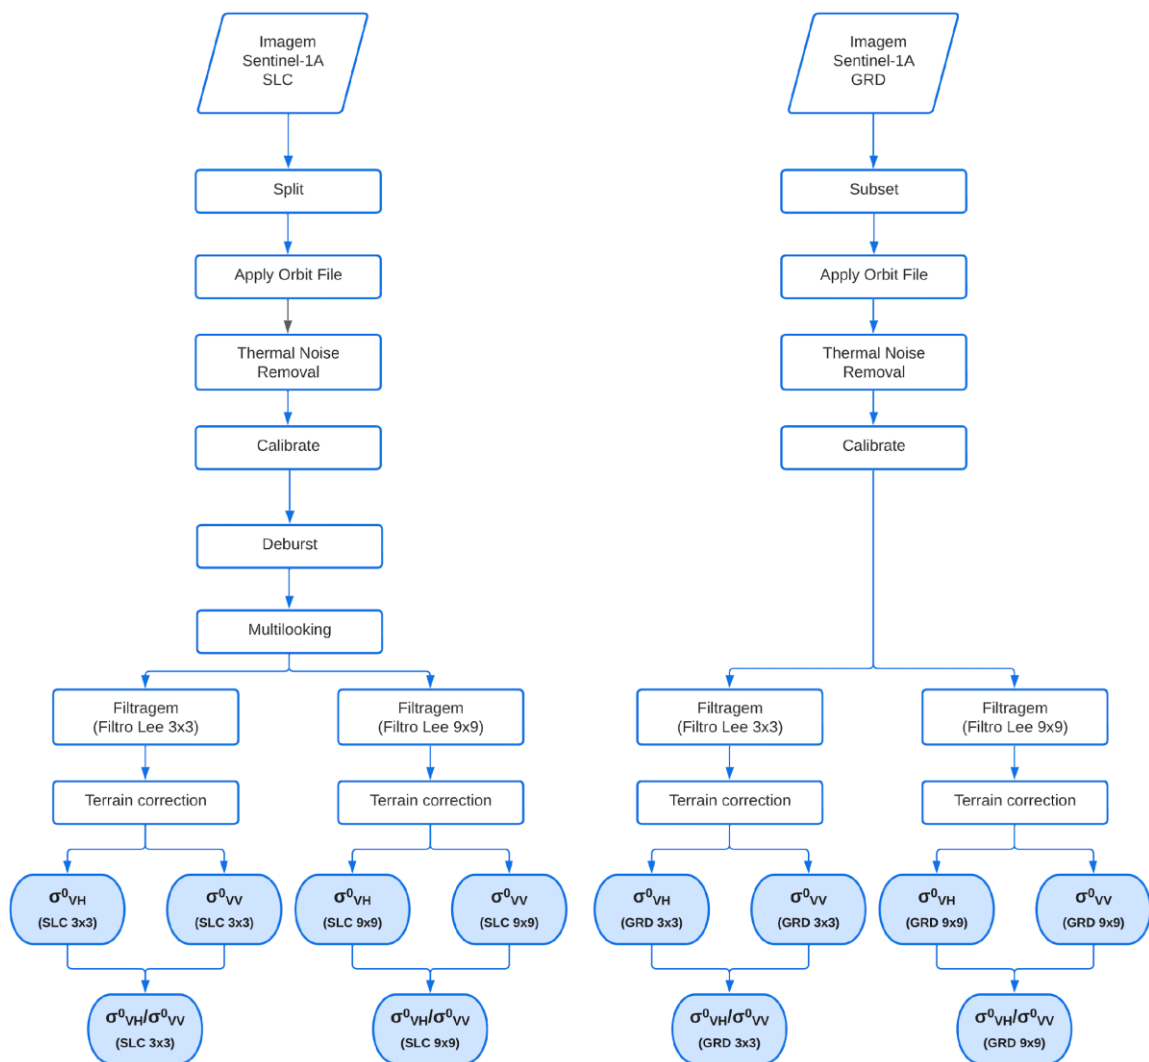 Imagem
Sentinel-1A
SLC
Split
Apply Orbit File
Thermal Noise
Removal
Calibrate
Deburst
Multilooking
Filtragem
(Filtro Lee 3x3)
Filtragem
(Filtro Lee 9x9)
Terrain correction
Terrain correction
σ⁰VH
(SLC 3x3)
σ⁰VV
(SLC 3x3)
σ⁰VH
(SLC 9x9)
σ⁰VV
(SLC 9x9)
σ⁰VH/σ⁰VV
(SLC 3x3)
σ⁰VH/σ⁰VV
(SLC 9x9)
Imagem
Sentinel-1A
GRD
Subset
Apply Orbit File
Thermal Noise
Removal
Calibrate
Filtragem
(Filtro Lee 3x3)
Filtragem
(Filtro Lee 9x9)
Terrain correction
Terrain correction
σ⁰VH
(GRD 3x3)
σ⁰VV
(GRD 3x3)
σ⁰VH
(GRD 9x9)
σ⁰VV
(GRD 9x9)
σ⁰VH/σ⁰VV
(GRD 3x3)
σ⁰VH/σ⁰VV
(GRD 9x9)